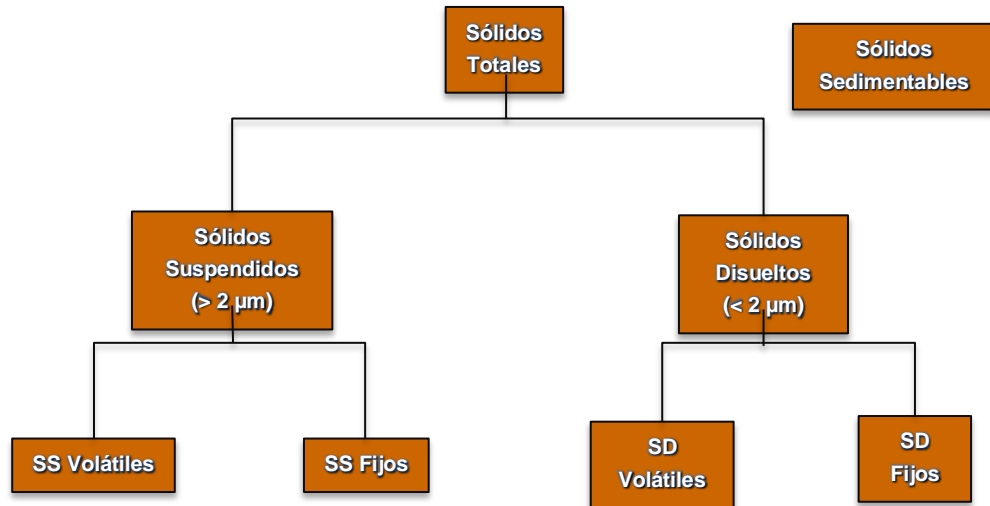 Sólidos
Totales
Sólidos
Sedimentables
Sólidos
Suspendidos
(> 2 µm)
Sólidos
Disueltos
(< 2 µm)
SS Volátiles
SS Fijos
SD
Volátiles
SD
Fijos